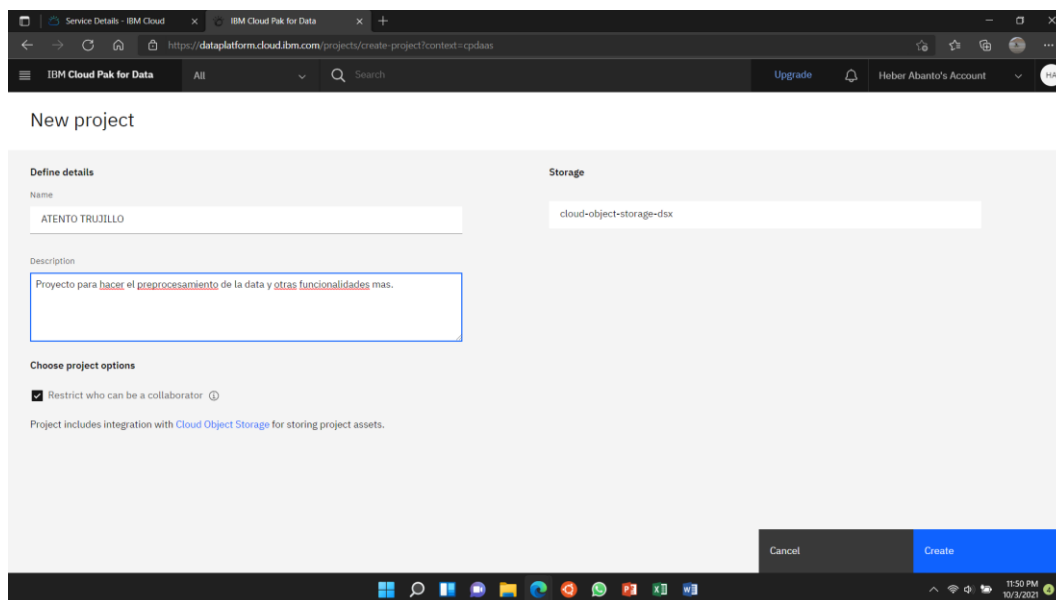 Service Details - IBM Cloud
IBM Cloud Pak for Data
https://dataplatform.cloud.ibm.com/projects/create-project?context=cpdaas
IBM Cloud Pak for Data
All
Search
Upgrade
Heber Abanto's Account
HA
New project
Define details
Storage
Name
ATENTO TRUJILLO
cloud-object-storage-dsx
Description
Proyecto para hacer el preprocesamiento de la data y otras funcionalidades mas.
Choose project options
Restrict who can be a collaborator
Project includes integration with Cloud Object Storage for storing project assets.
Cancel
Create
11:50 PM
10/3/2021
4